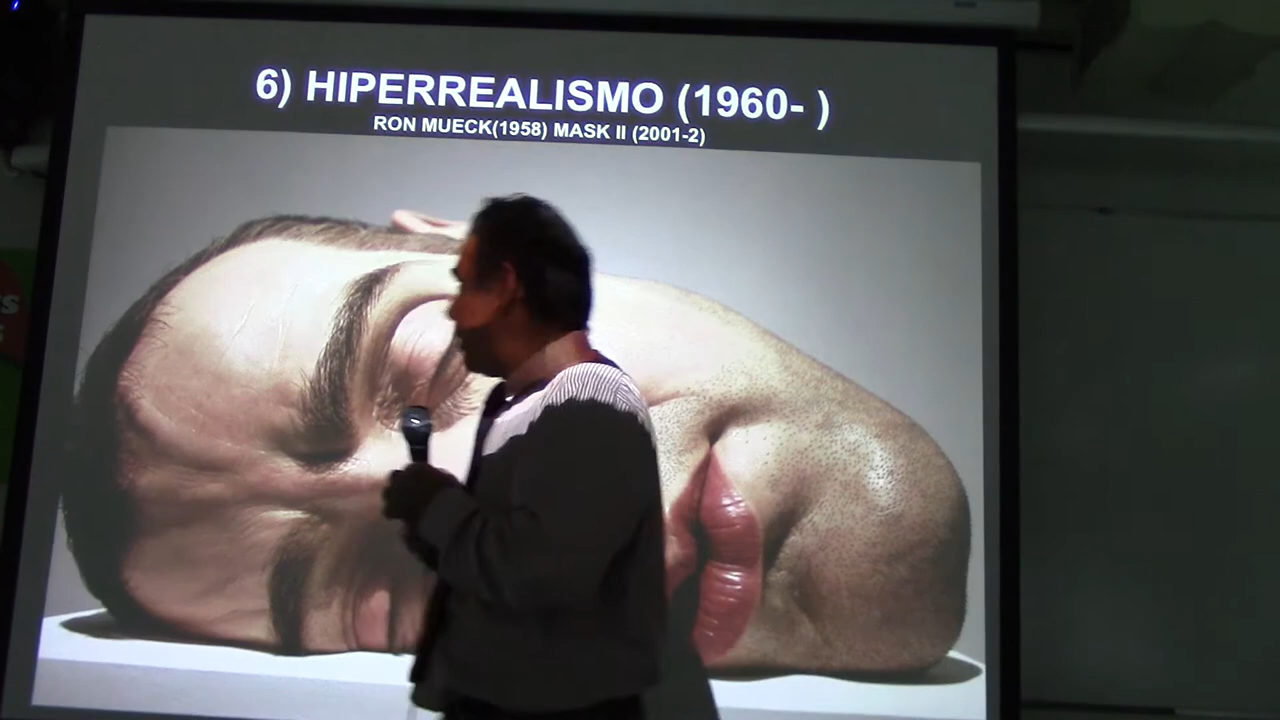 6) HIPERREALISMO (1960- )
RON MUECK(1958) MASK II (2001-2)